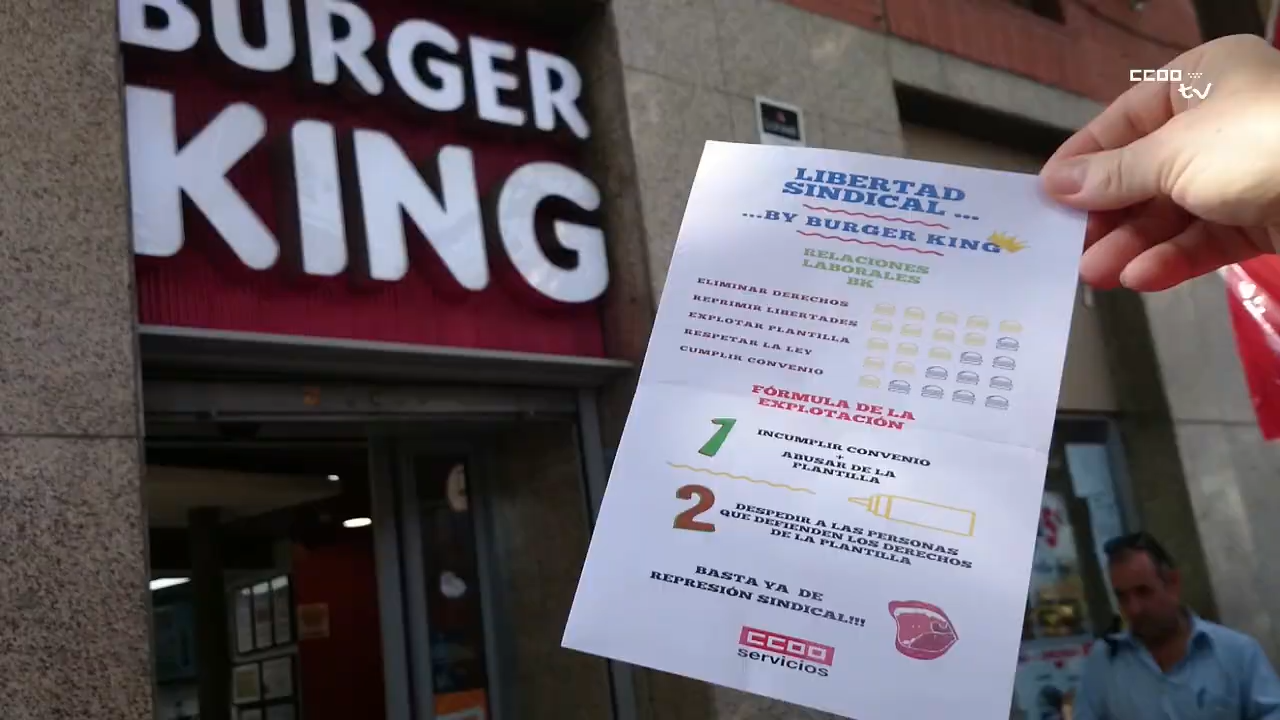 BURGER
KING
CCOO
tv
LIBERTAD
SINDICAL ...
...BY BURGER KING
RELACIONES
LABORALES
BK
ELIMINAR DERECHOS
REPRIMIR LIBERTADES
EXPLOTAR PLANTILLA
RESPETAR LA LEY
CUMPLIR CONVENIO
FÓRMULA DE LA
EXPLOTACIÓN
1
INCUMPLIR CONVENIO
+
ABUSAR DE LA
PLANTILLA
2
DESPEDIR A LAS PERSONAS
QUE DEFIENDEN LOS DERECHOS
DE LA PLANTILLA
BASTA YA DE
REPRESIÓN SINDICAL!!!
CCOO
servicios